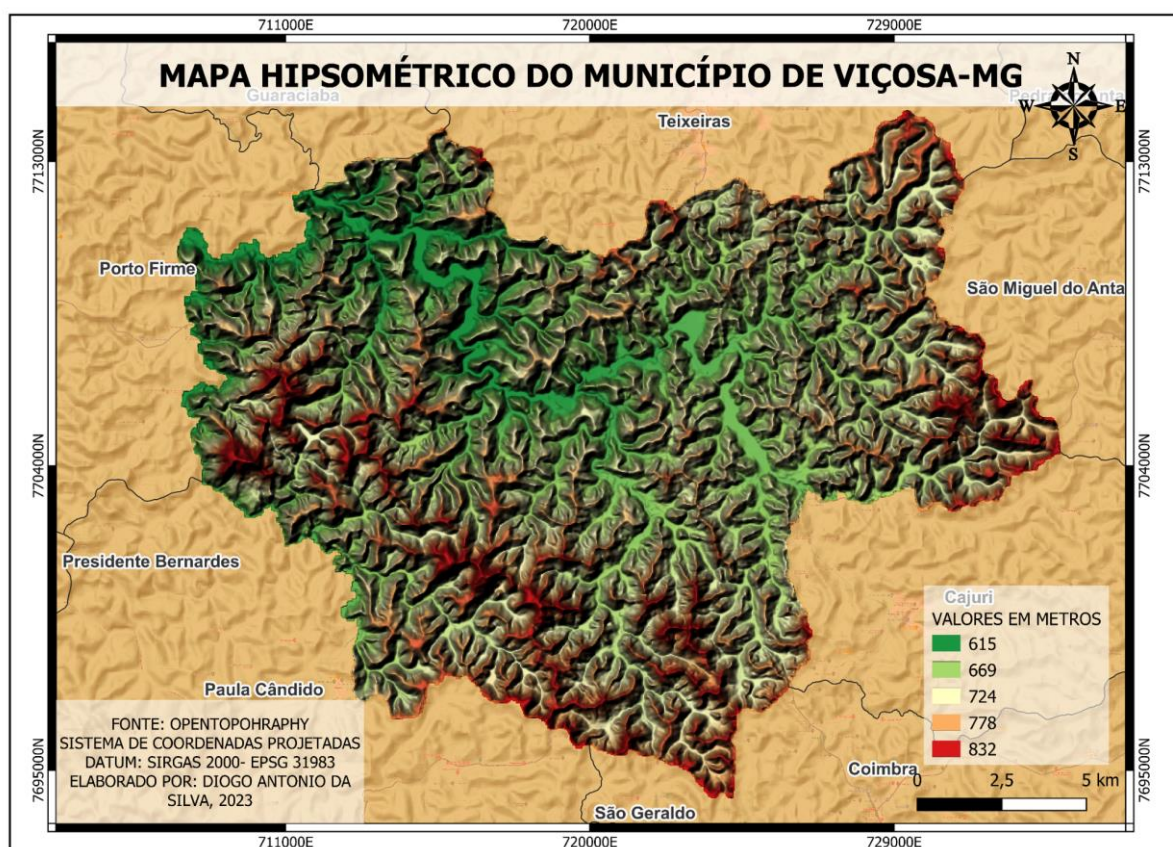 711000E
720000E
729000E
MAPA HIPSOMÉTRICO DO MUNICÍPIO DE VIÇOSA-MG
N
W
E
S
Guaraciaba
Teixeiras
7713000N
7713000N
Porto Firme
São Miguel do Anta
7704000N
7704000N
Presidente Bernardes
Cajuri
VALORES EM METROS
615
669
724
778
832
Paula Cândido
FONTE: OPENTOPOHRAPHY
SISTEMA DE COORDENADAS PROJETADAS
DATUM: SIRGAS 2000- EPSG 31983
ELABORADO POR: DIOGO ANTONIO DA
SILVA, 2023
7695000N
7695000N
Coimbra
0
2,5
5 km
São Geraldo
711000E
720000E
729000E